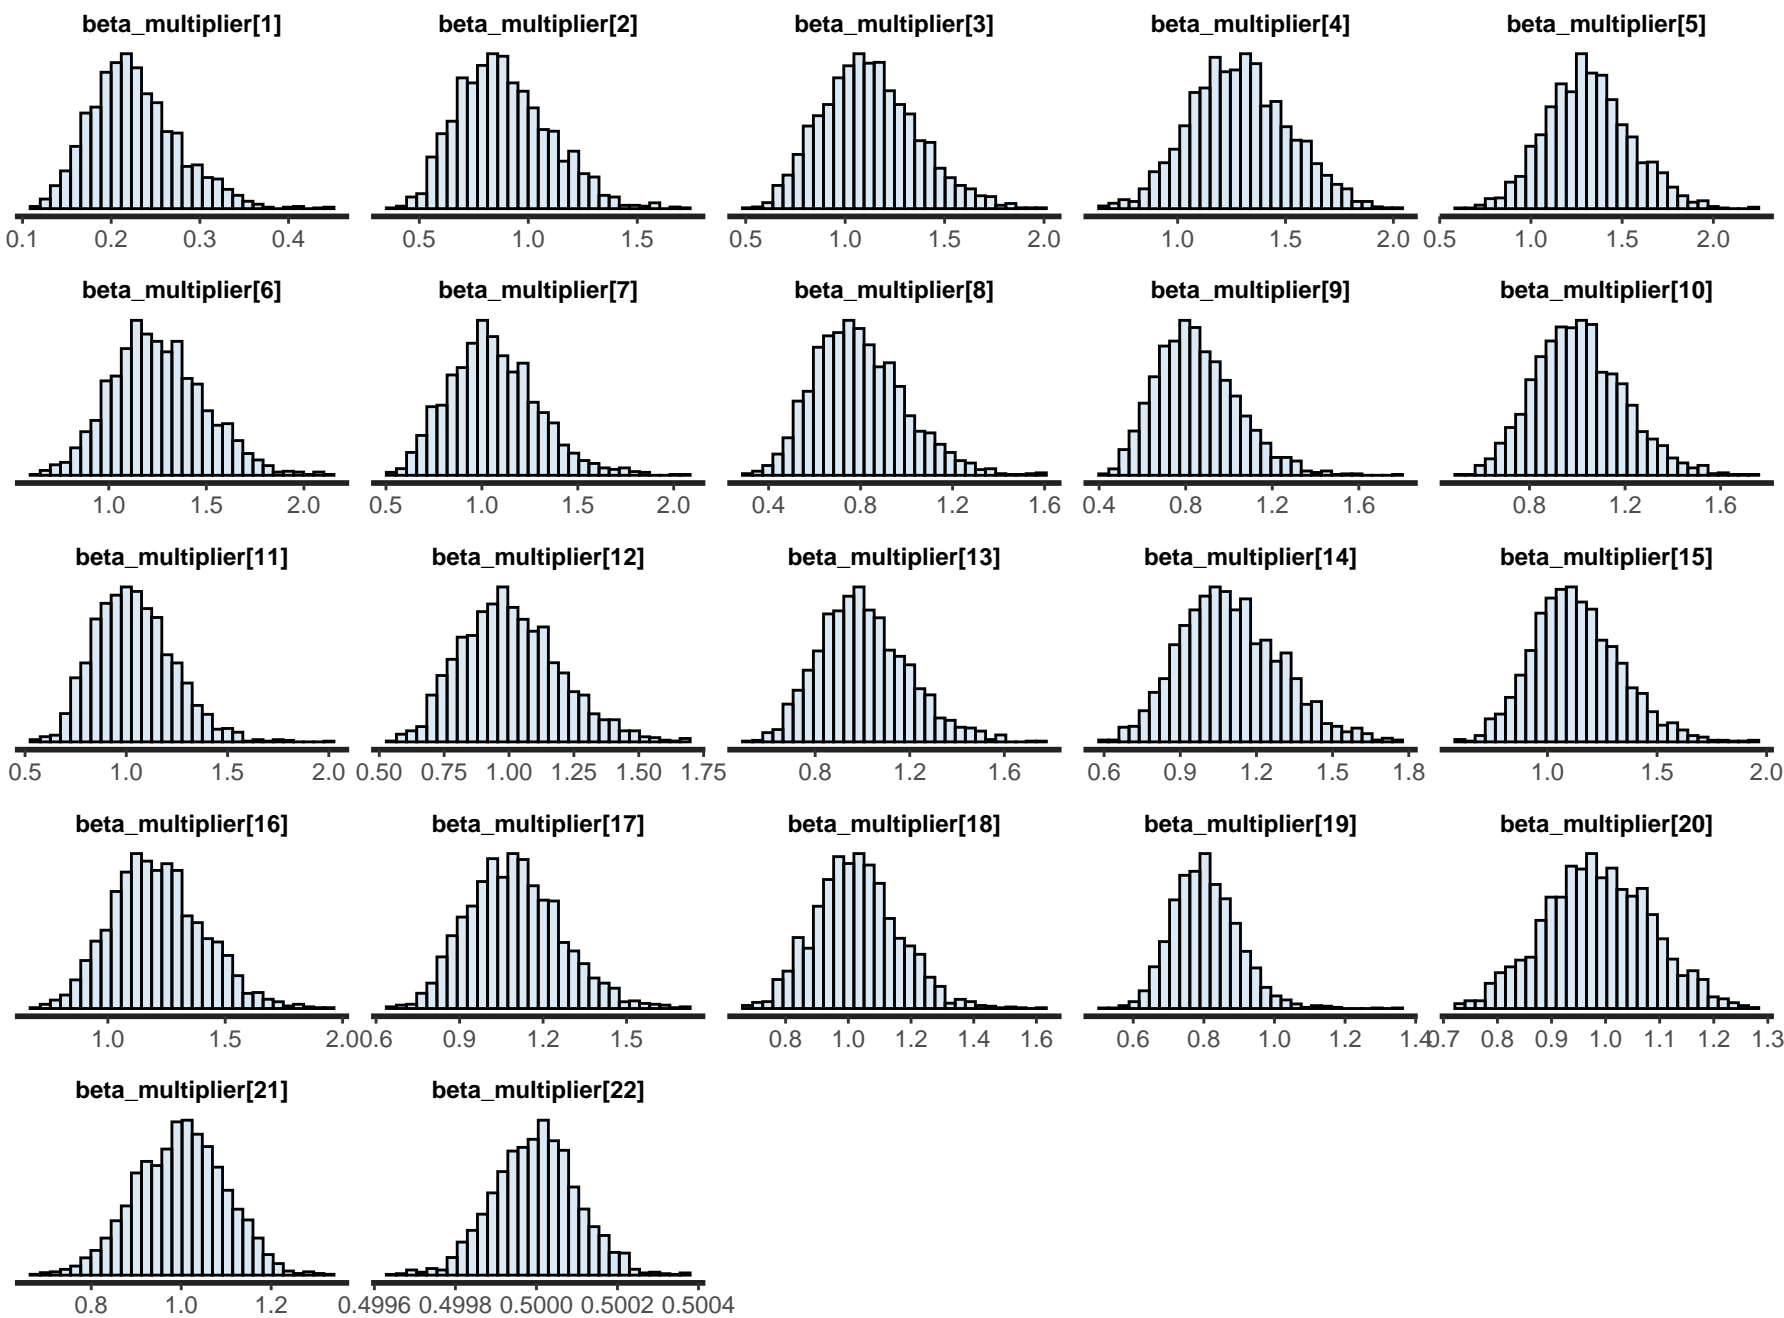 beta_multiplier[1] beta_multiplier[2] beta_multiplier[3] beta_multiplier[4] beta_multiplier[5]
0.1 0.2 0.3 0.4 0.5 1.0 1.5 0.5 1.0 1.5 2.0 1.0 1.5 2.0 0.5 1.0 1.5 2.0
beta_multiplier[6] beta_multiplier[7] beta_multiplier[8] beta_multiplier[9] beta_multiplier[10]
1.0 1.5 2.0 0.5 1.0 1.5 2.0 0.4 0.8 1.2 1.6 0.4 0.8 1.2 1.6 0.8 1.2 1.6
beta_multiplier[11] beta_multiplier[12] beta_multiplier[13] beta_multiplier[14] beta_multiplier[15]
0.5 1.0 1.5 2.0 0.50 0.75 1.00 1.25 1.50 1.75 0.8 1.2 1.6 0.6 0.9 1.2 1.5 1.8 1.0 1.5 2.0
beta_multiplier[16] beta_multiplier[17] beta_multiplier[18] beta_multiplier[19] beta_multiplier[20]
1.0 1.5 2.0 0.6 0.9 1.2 1.5 0.8 1.0 1.2 1.4 1.6 0.6 0.8 1.0 1.2 1.4 0.7 0.8 0.9 1.0 1.1 1.2 1.3
beta_multiplier[21] beta_multiplier[22]
0.8 1.0 1.2 0.4996 0.4998 0.5000 0.5002 0.5004